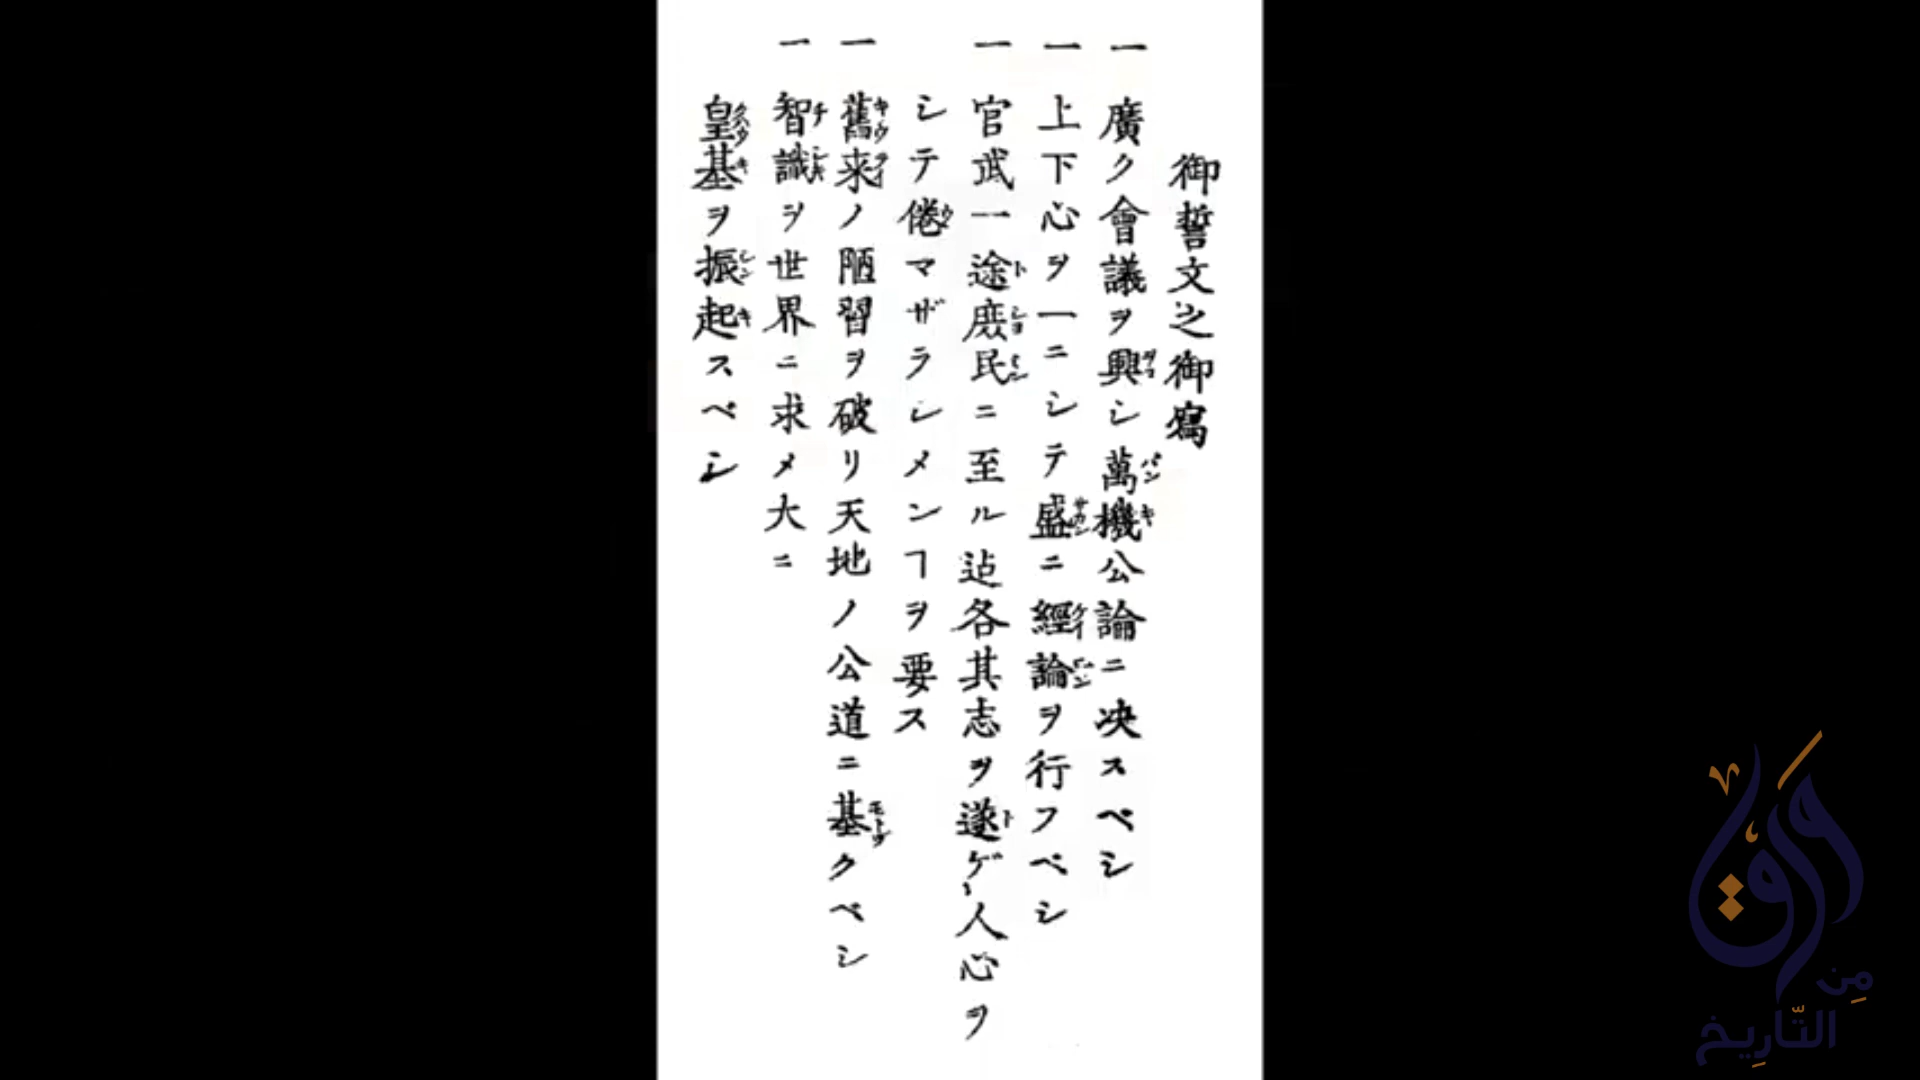 御誓文之御寫
一 廣ク會議ヲ興シ萬機公論ニ决スベシ
一 上下心ヲ一ニシテ盛ニ經論ヲ行フベシ
一 官武一途庶民ニ至ル迠各其志ヲ遂ゲ人心ヲ
シテ倦マザラシメンヿヲ要ス
一 舊来ノ陋習ヲ破リ天地ノ公道ニ基クベシ
一 智識ヲ世界ニ求メ大ニ
皇基ヲ振起スベシ
أوراق
من
التاريخ